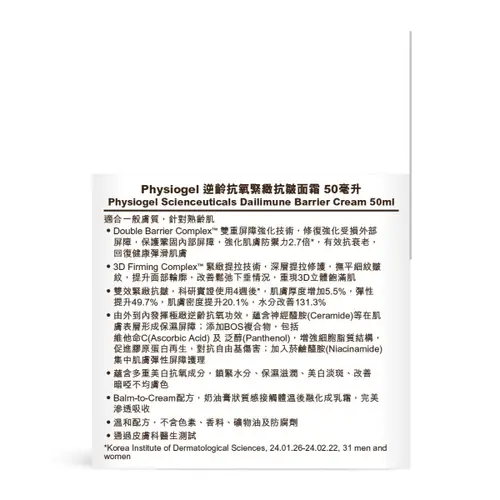 Physiogel 逆齡抗氧緊緻抗皺面霜 50毫升
Physiogel Scienceuticals Dailimune Barrier Cream 50ml
適合一般膚質，針對熟齡肌
• Double Barrier Complex™ 雙重屏障強化技術，修復強化受損外部
屏障，保護鞏固內部屏障，強化肌膚防禦力2.7倍*，有效抗衰老，
回復健康彈滑肌膚
• 3D Firming Complex™ 緊緻提拉技術，深層提拉修護，撫平細紋皺
紋，提升面部輪廓，改善鬆弛下垂情況，重現3D立體飽滿肌
• 雙效緊緻抗皺，科研實證使用4週後*，肌膚厚度增加5.5%，彈性
提升49.7%，肌膚密度提升20.1%，水分改善131.3%
• 由外到內發揮極緻逆齡抗氧功效，蘊含神經醯胺(Ceramide)等在肌
膚表層形成保濕屏障；添加BOS複合物，包括
維他命C(Ascorbic Acid) 及 泛醇(Panthenol)，增強細胞脂質結構，
促進膠原蛋白再生，對抗自由基傷害；加入菸鹼醯胺(Niacinamide)
集中肌膚彈性屏障護理
• 蘊含多重美白抗氧成分，鎖緊水分、保濕滋潤、美白淡斑、改善
暗啞不均膚色
• Balm-to-Cream配方，奶油膏狀質感接觸體溫後融化成乳霜，完美
滲透吸收
• 溫和配方，不含色素、香料、礦物油及防腐劑
• 通過皮膚科醫生測試
*Korea Institute of Dermatological Sciences, 24.01.26-24.02.22, 31 men and
women